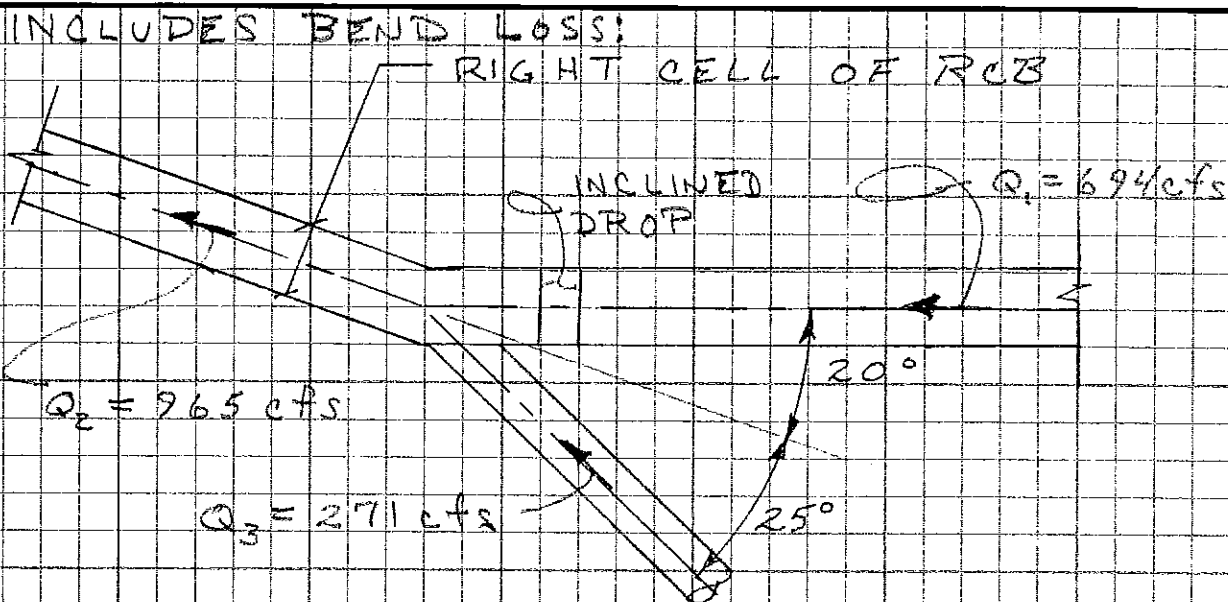 INCLUDES BEND LOSS:
RIGHT CELL OF RCB
INCLINED
DROP
Q₁ = 694 cfs
20°
Q₂ = 965 cfs
Q₃ = 271 cfs
25°